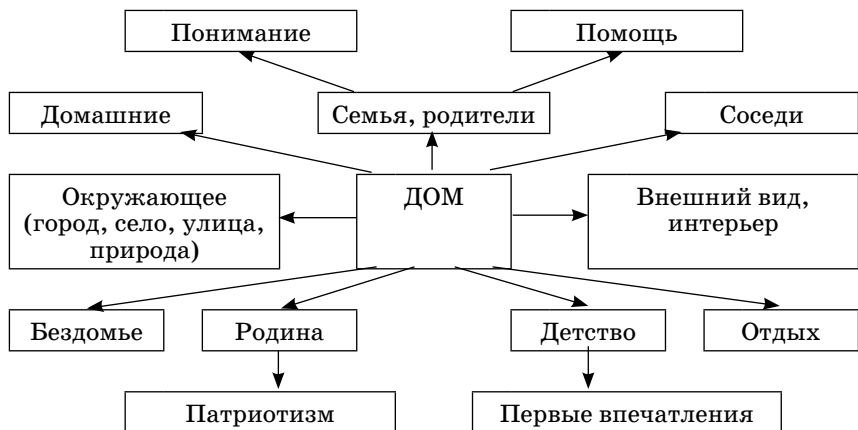 Понимание
Помощь
Домашние
Семья, родители
Соседи
Окружающее
(город, село, улица,
природа)
ДОМ
Внешний вид,
интерьер
Бездомье
Родина
Детство
Отдых
Патриотизм
Первые впечатления